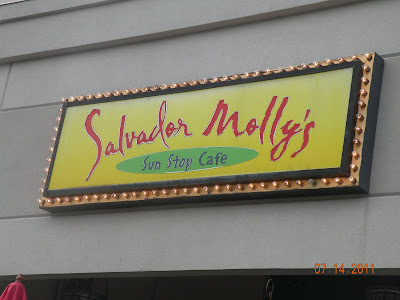 Salvador Molly's
Sun Stop Cafe
07.14.2011